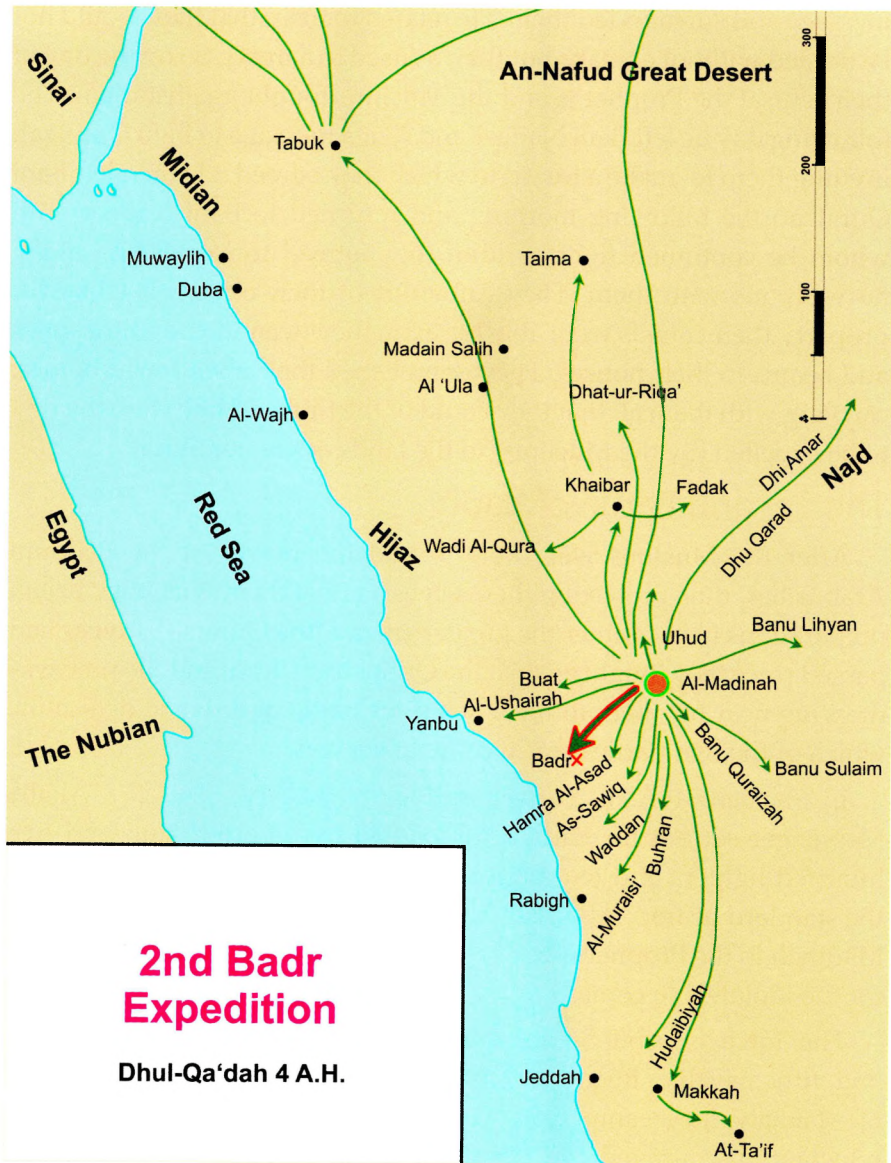 300
An-Nafud Great Desert
Sinai
Tabuk
200
Midian
Muwaylih
Taima
Duba
100
Madain Salih
Al ‘Ula
Dhat-ur-Riqa’
Al-Wajh
Dhi Amar
Najd
Khaibar
Fadak
Red Sea
Egypt
Hijaz
Wadi Al-Qura
Dhu Qarad
Uhud
Banu Lihyan
Buat
Al-Madinah
Al-Ushairah
Yanbu
The Nubian
Badr
Banu Quraizah
Banu Sulaim
Hamra Al-Asad
As-Sawiq
Waddan
Buhran
Al-Muraisi’
Rabigh
2nd Badr
Expedition
Dhul-Qa‘dah 4 A.H.
Hudaibiyah
Jeddah
Makkah
At-Ta’if